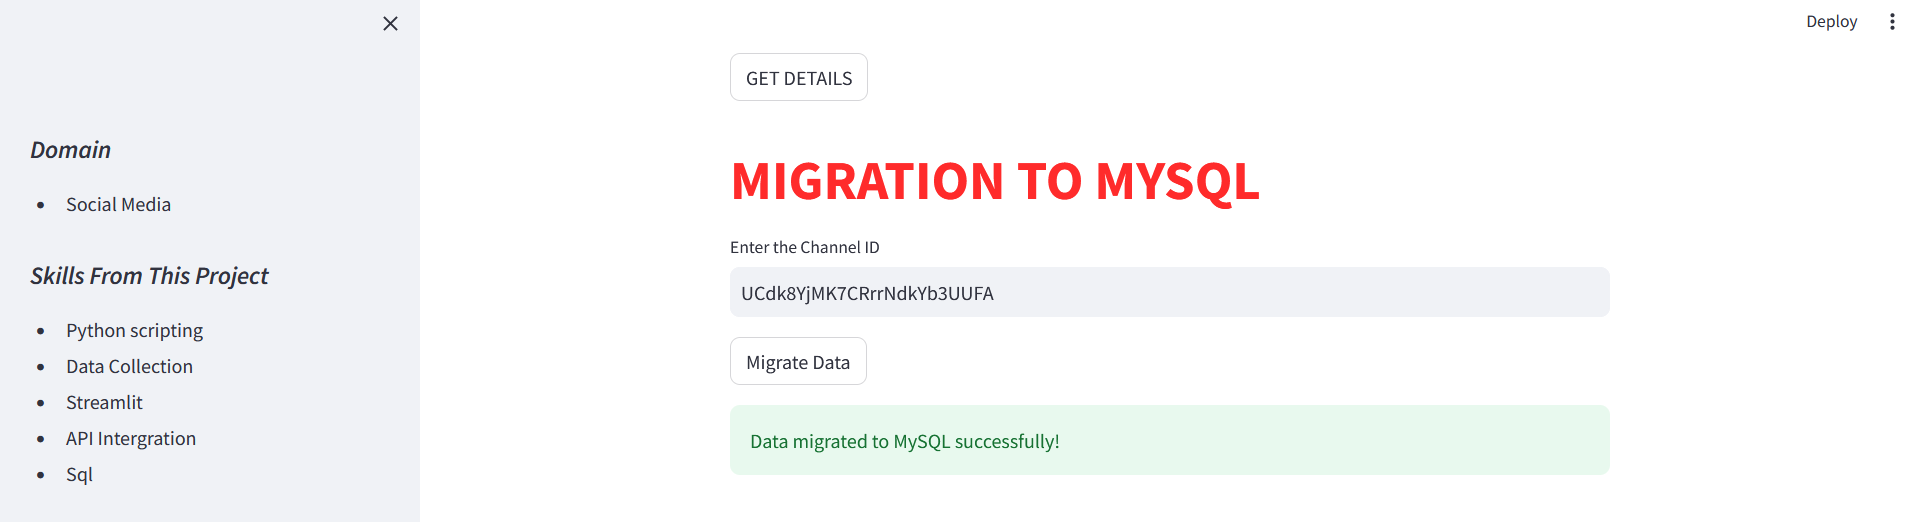 Domain
• Social Media
Skills From This Project
• Python scripting
• Data Collection
• Streamlit
• API Intergration
• Sql
Deploy
GET DETAILS
MIGRATION TO MYSQL
Enter the Channel ID
UCdk8YjMK7CRrrNdkYb3UUFA
Migrate Data
Data migrated to MySQL successfully!